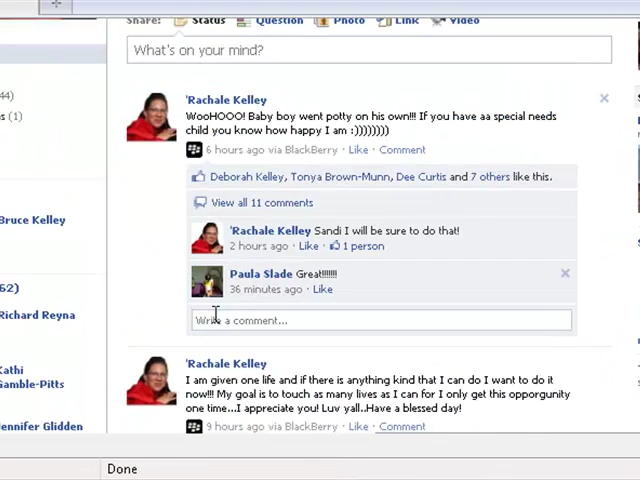 Share: Status Question Photo Link Video
What's on your mind?
44)
s (1)
Bruce Kelley
62)
Richard Reyna
Kathi
Gamble-Pitts
Jennifer Glidden
'Rachale Kelley
WooHOOO! Baby boy went potty on his own!!! If you have aa special needs
child you know how happy I am :))))))))
6 hours ago via BlackBerry · Like · Comment
Deborah Kelley, Tonya Brown-Munn, Dee Curtis and 7 others like this.
View all 11 comments
'Rachale Kelley Sandi I will be sure to do that!
2 hours ago · Like · 1 person
Paula Slade Great!!!!!!!
36 minutes ago · Like
Write a comment...
'Rachale Kelley
I am given one life and if there is anything kind that I can do I want to do it
now!!! My goal is to touch as many lives as I can for I only get this opporgunity
one time...I appreciate you! Luv yall..Have a blessed day!
9 hours ago via BlackBerry · Like · Comment
Done